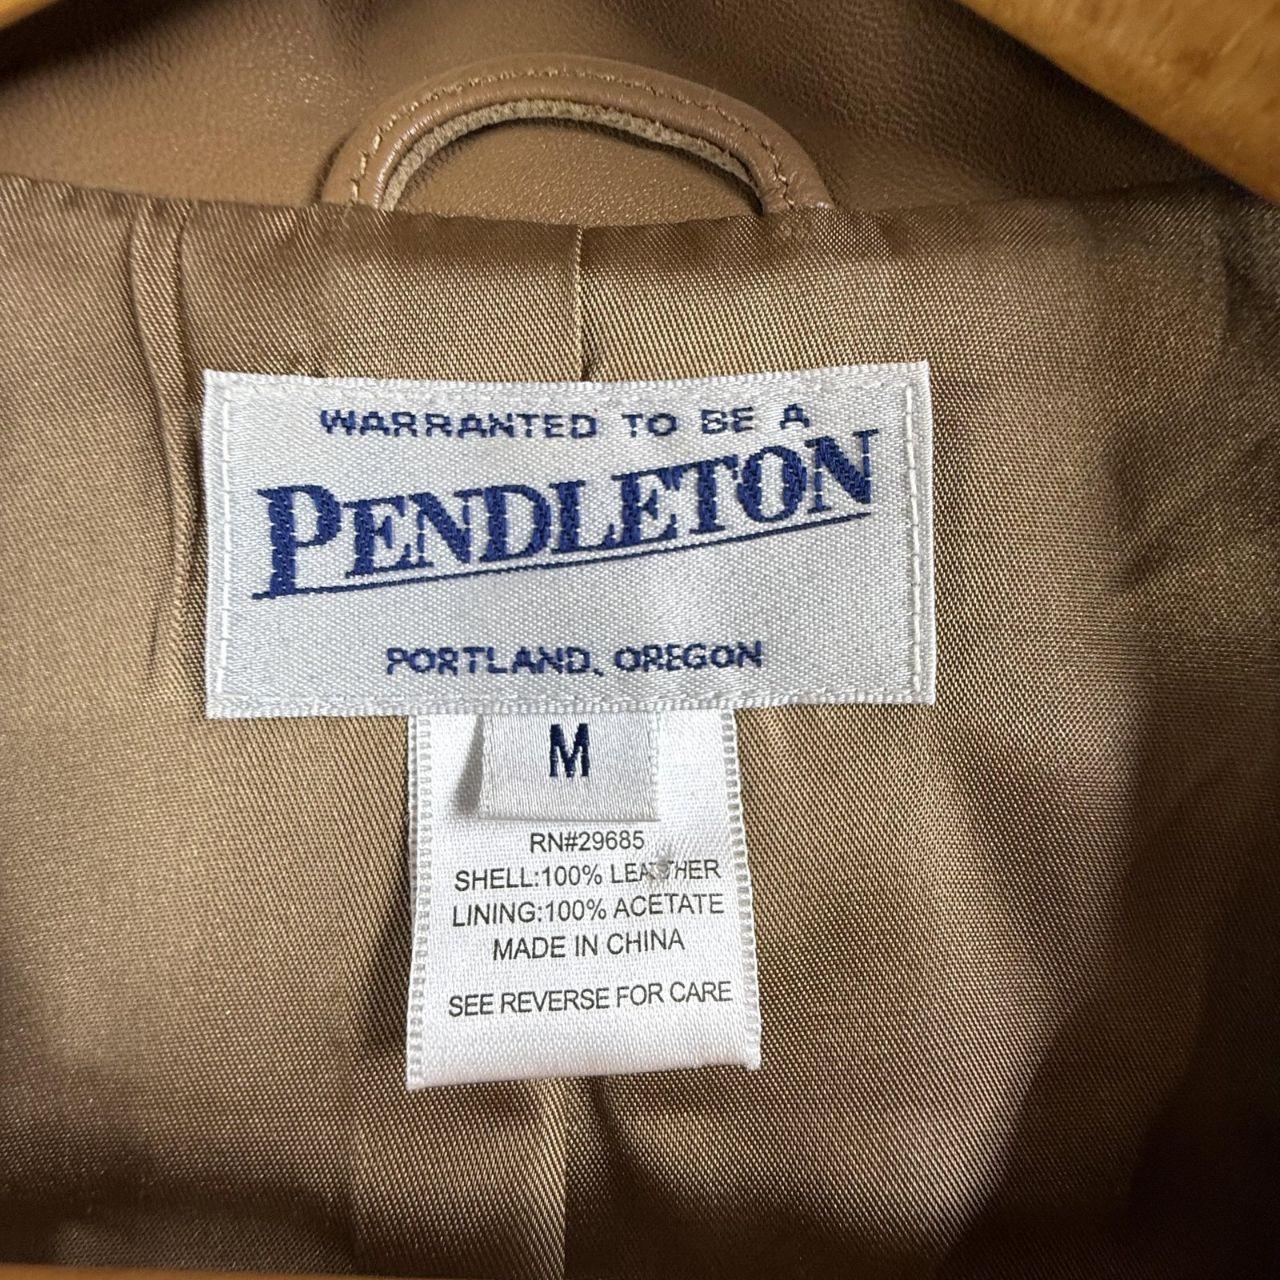 WARRANTED TO BE A
PENDLETON
PORTLAND, OREGON
M
RN#29685
SHELL:100% LEATHER
LINING:100% ACETATE
MADE IN CHINA
SEE REVERSE FOR CARE